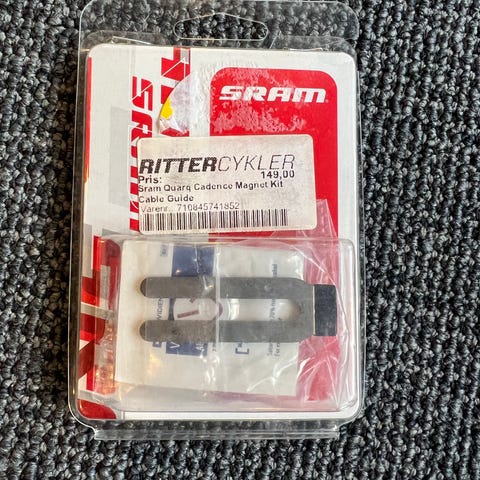 SRAM
RITTERCYKLER
Pris: 149,00
Sram Quarq Cadence Magnet Kit
Cable Guide
Varenr.: 710845741852